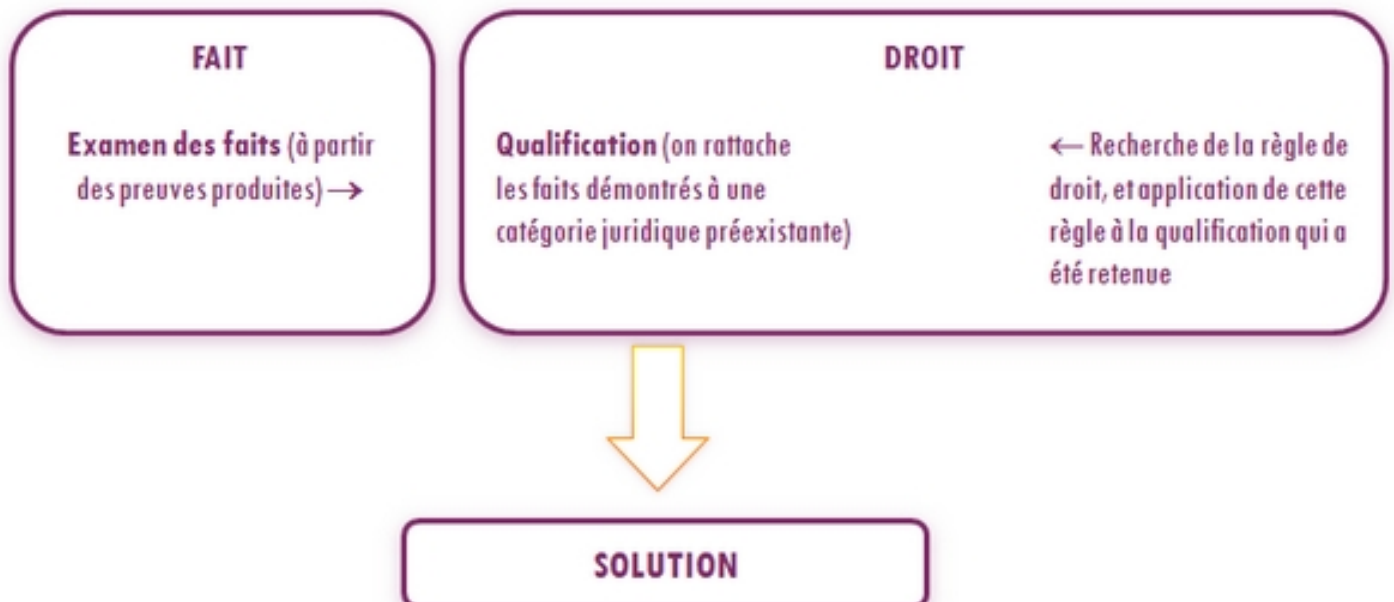 FAIT
Examen des faits (à partir
des preuves produites) →
DROIT
Qualification (on rattache
les faits démontrés à une
catégorie juridique préexistante)
← Recherche de la règle de
droit, et application de cette
règle à la qualification qui a
été retenue
SOLUTION